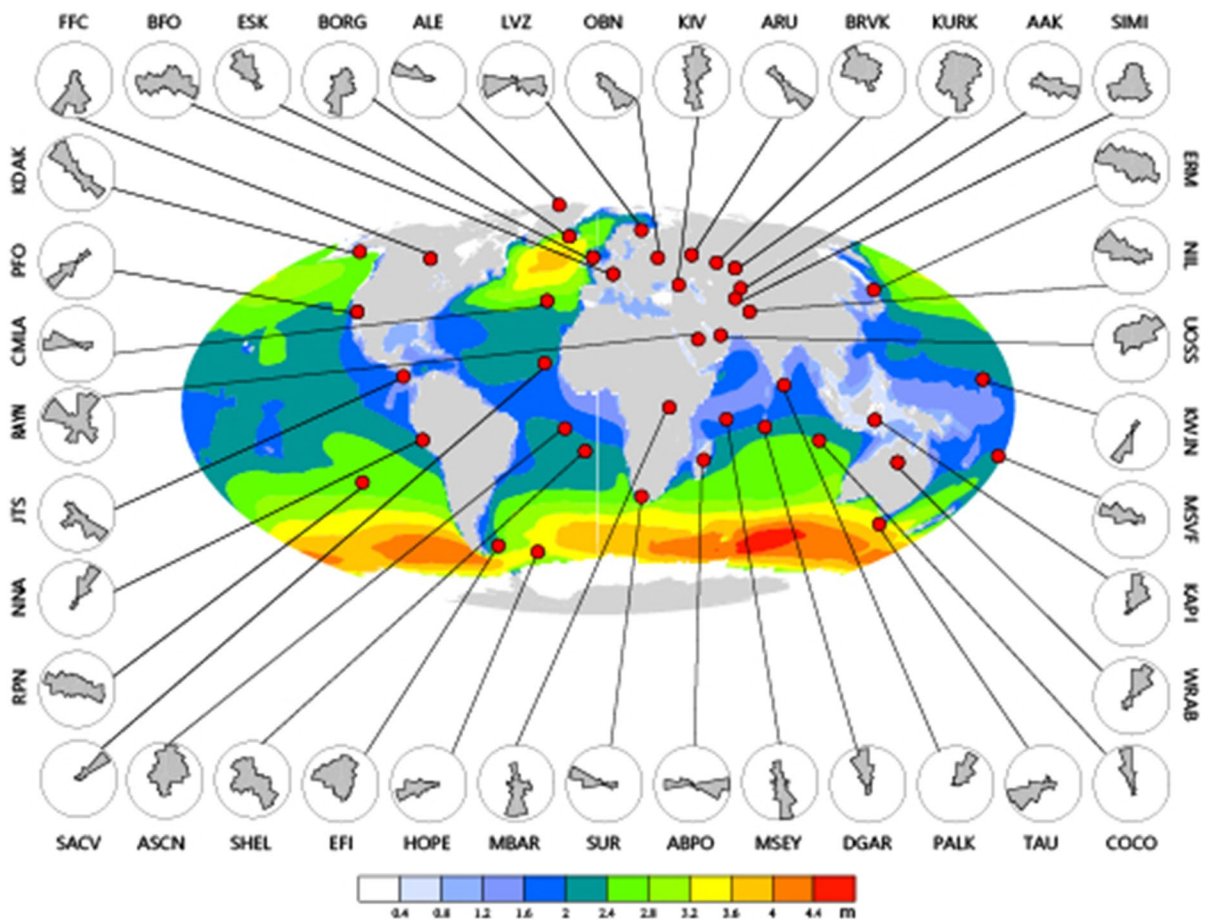 FFC BFO ESK BORG ALE LVZ OBN KIV ARU BRVK KURK AAK SIMI
KDAK
PFO
CMLA
RAYN
JTS
NNA
RPN
ERM
NIL
UOSS
KWJN
MSVF
KAPI
WRAB
SACV ASCN SHEL EFI HOPE MBAR SUR ABPO MSEY DGAR PALK TAU COCO
0.4 0.8 1.2 1.6 2 2.4 2.8 3.2 3.6 4 4.4 m